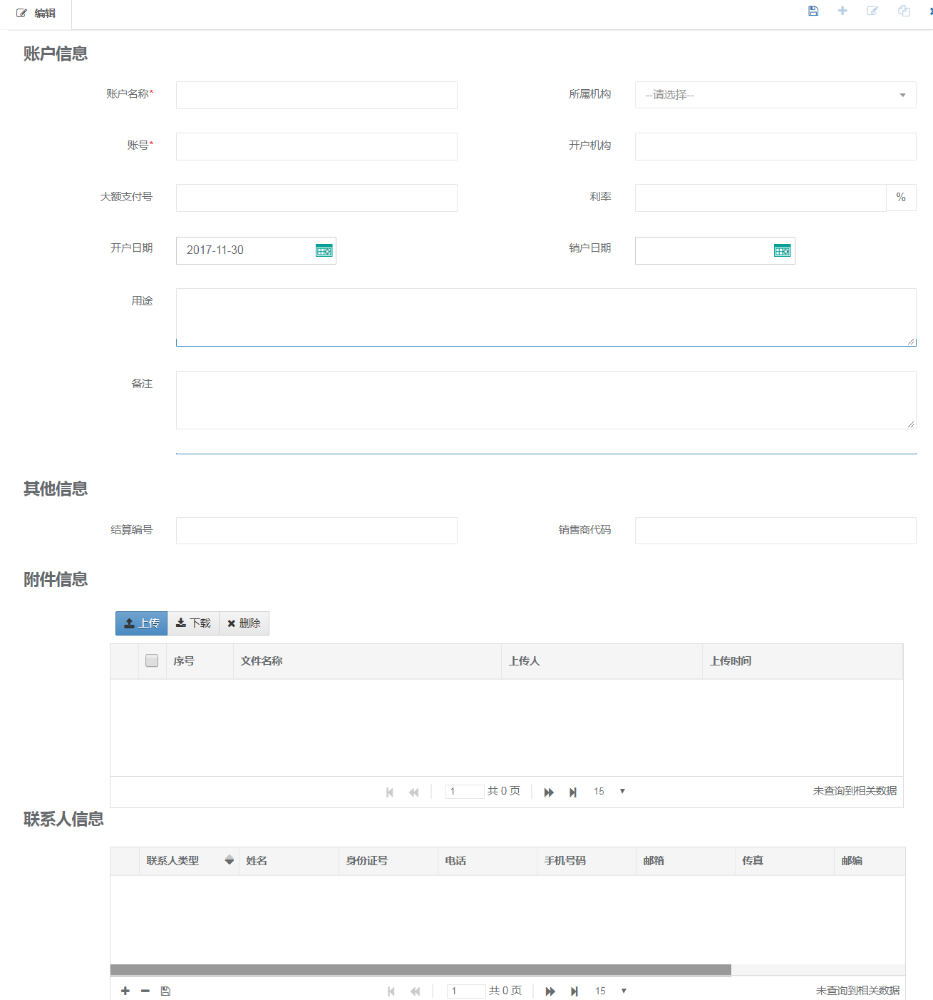 编辑
账户信息
账户名称* 所属机构 --请选择--
账号* 开户机构
大额支付号 利率 %
开户日期 2017-11-30 销户日期
用途
备注
其他信息
结算编号 销售商代码
附件信息
上传 下载 删除
序号 文件名称 上传人 上传时间
1 共 0 页 15 未查询到相关数据
联系人信息
联系人类型 姓名 身份证号 电话 手机号码 邮箱 传真 邮编
1 共 0 页 15 未查询到相关数据